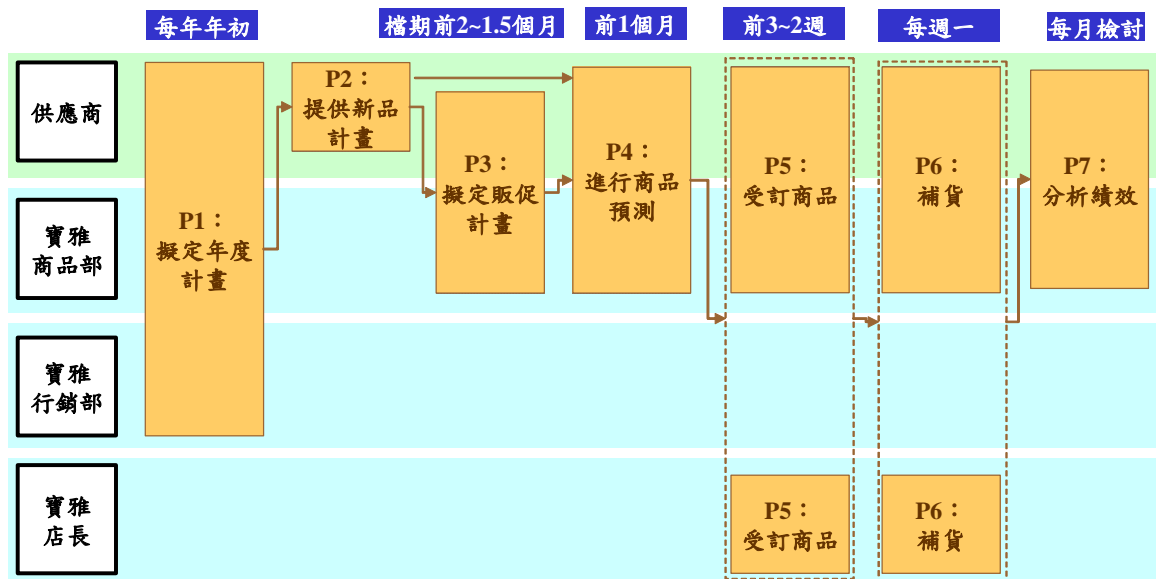 每年年初
檔期前2~1.5個月
前1個月
前3~2週
每週一
每月檢討
供應商
寶雅
商品部
寶雅
行銷部
寶雅
店長
P1：
擬定年度
計畫
P2：
提供新品
計畫
P3：
擬定販促
計畫
P4：
進行商品
預測
P5：
受訂商品
P6：
補貨
P7：
分析績效
P5：
受訂商品
P6：
補貨